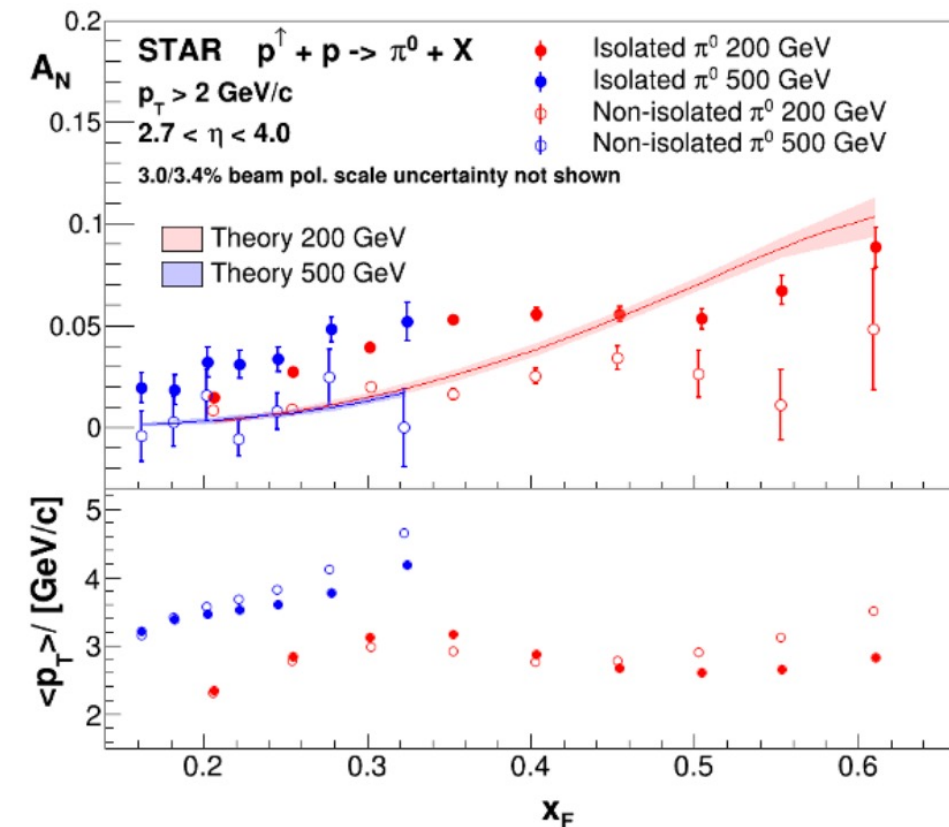 0.2
A_N
STAR p↑ + p -> π⁰ + X
p_T > 2 GeV/c
2.7 < η < 4.0
3.0/3.4% beam pol. scale uncertainty not shown
Isolated π⁰ 200 GeV
Isolated π⁰ 500 GeV
Non-isolated π⁰ 200 GeV
Non-isolated π⁰ 500 GeV
0.15
0.1
Theory 200 GeV
Theory 500 GeV
0.05
0
<p_T>/ [GeV/c]
5
4
3
2
0.2 0.3 0.4 0.5 0.6
x_F